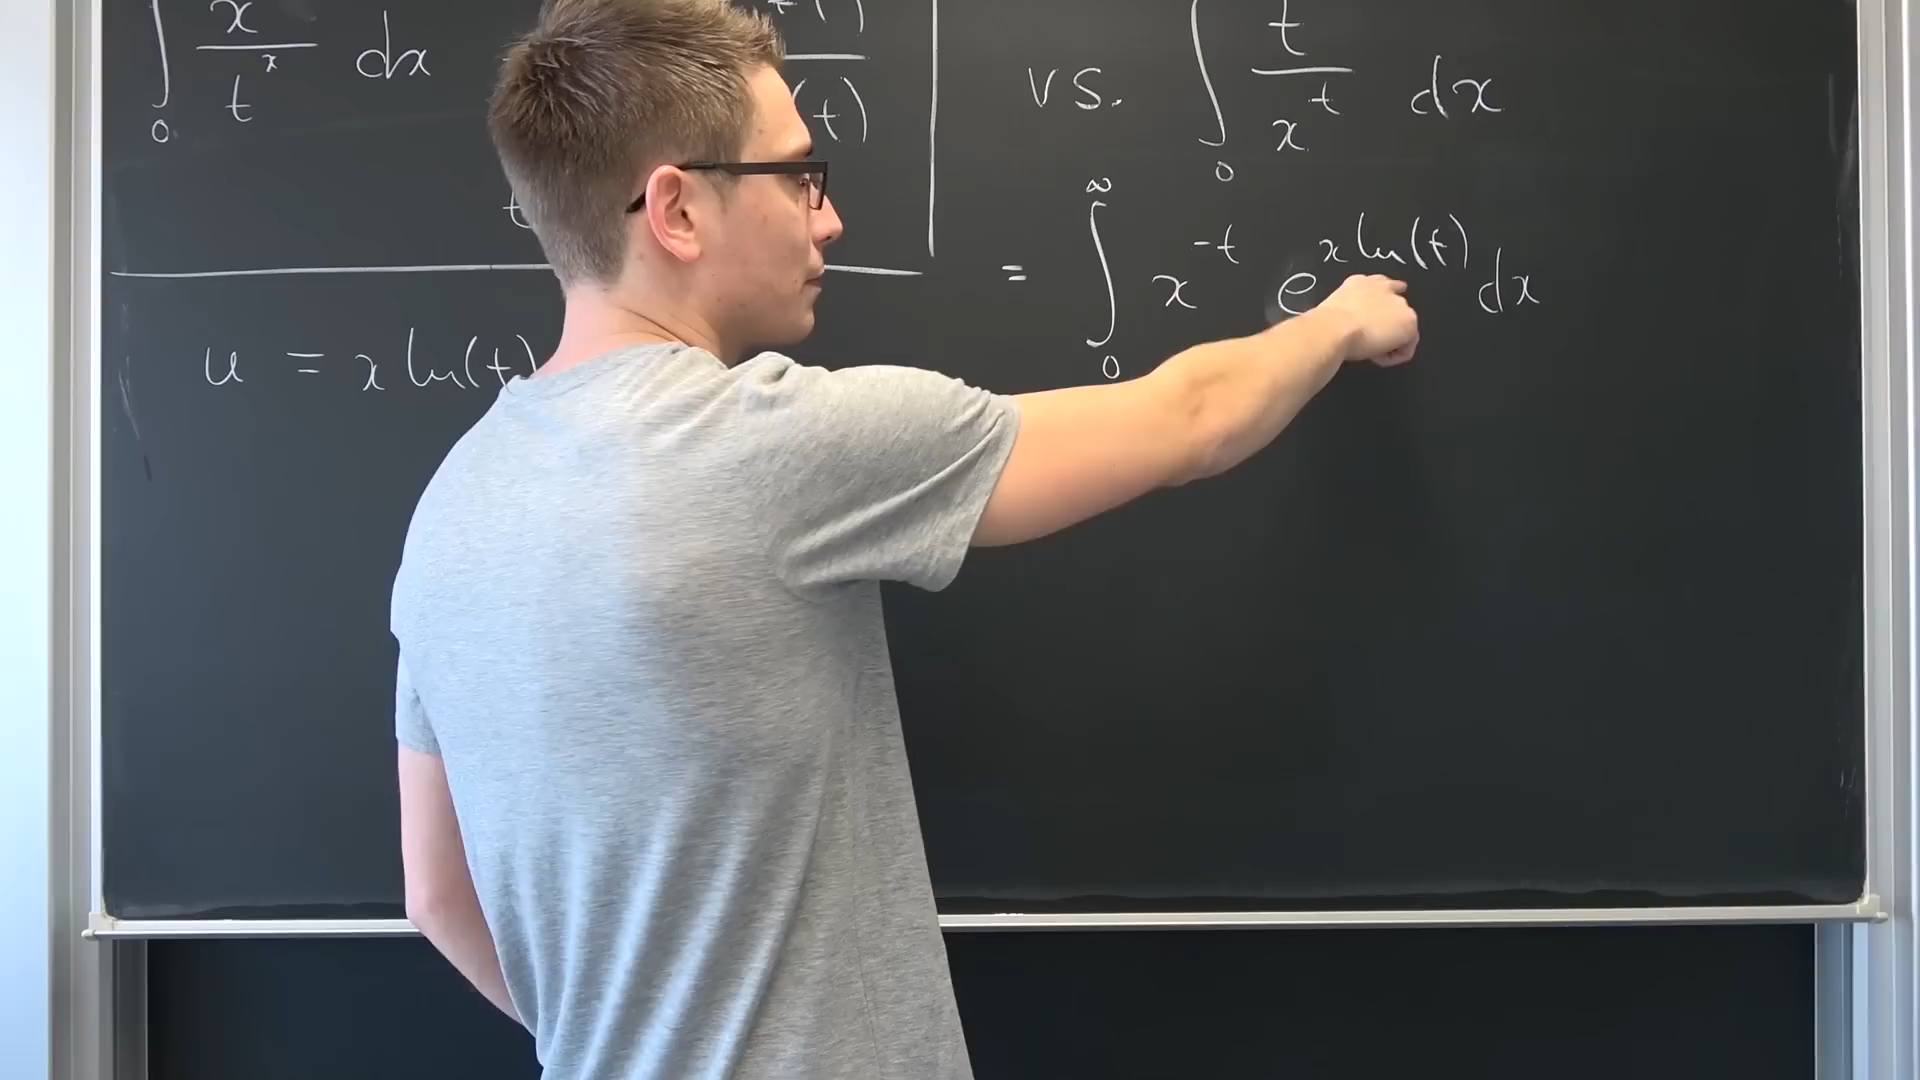 ∫₀ x/t^x dx t( ) / (t)
t
u = x ln(t)
vs. ∫₀ t^x/x^t dx
= ∫₀^∞ x^(-t) e^(x ln(t)) dx